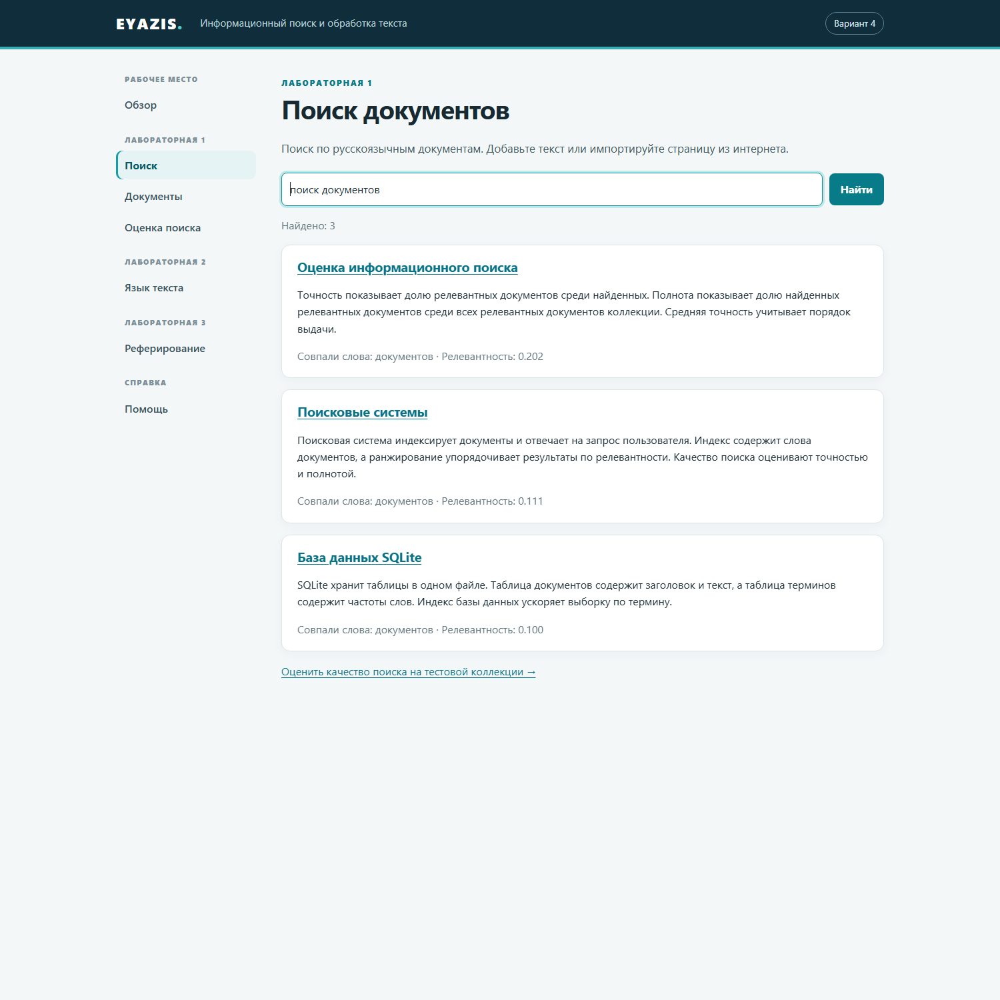 EYAZIS.
Информационный поиск и обработка текста
Вариант 4
РАБОЧЕЕ МЕСТО
Обзор
ЛАБОРАТОРНАЯ 1
Поиск
Документы
Оценка поиска
ЛАБОРАТОРНАЯ 2
Язык текста
ЛАБОРАТОРНАЯ 3
Реферирование
СПРАВКА
Помощь
ЛАБОРАТОРНАЯ 1
Поиск документов
Поиск по русскоязычным документам. Добавьте текст или импортируйте страницу из интернета.
поиск документов
Найти
Найдено: 3
Оценка информационного поиска
Точность показывает долю релевантных документов среди найденных. Полнота показывает долю найденных
релевантных документов среди всех релевантных документов коллекции. Средняя точность учитывает порядок
выдачи.
Совпали слова: документов · Релевантность: 0.202
Поисковые системы
Поисковая система индексирует документы и отвечает на запрос пользователя. Индекс содержит слова
документов, а ранжирование упорядочивает результаты по релевантности. Качество поиска оценивают точностью
и полнотой.
Совпали слова: документов · Релевантность: 0.111
База данных SQLite
SQLite хранит таблицы в одном файле. Таблица документов содержит заголовок и текст, а таблица терминов
содержит частоты слов. Индекс базы данных ускоряет выборку по термину.
Совпали слова: документов · Релевантность: 0.100
Оценить качество поиска на тестовой коллекции →